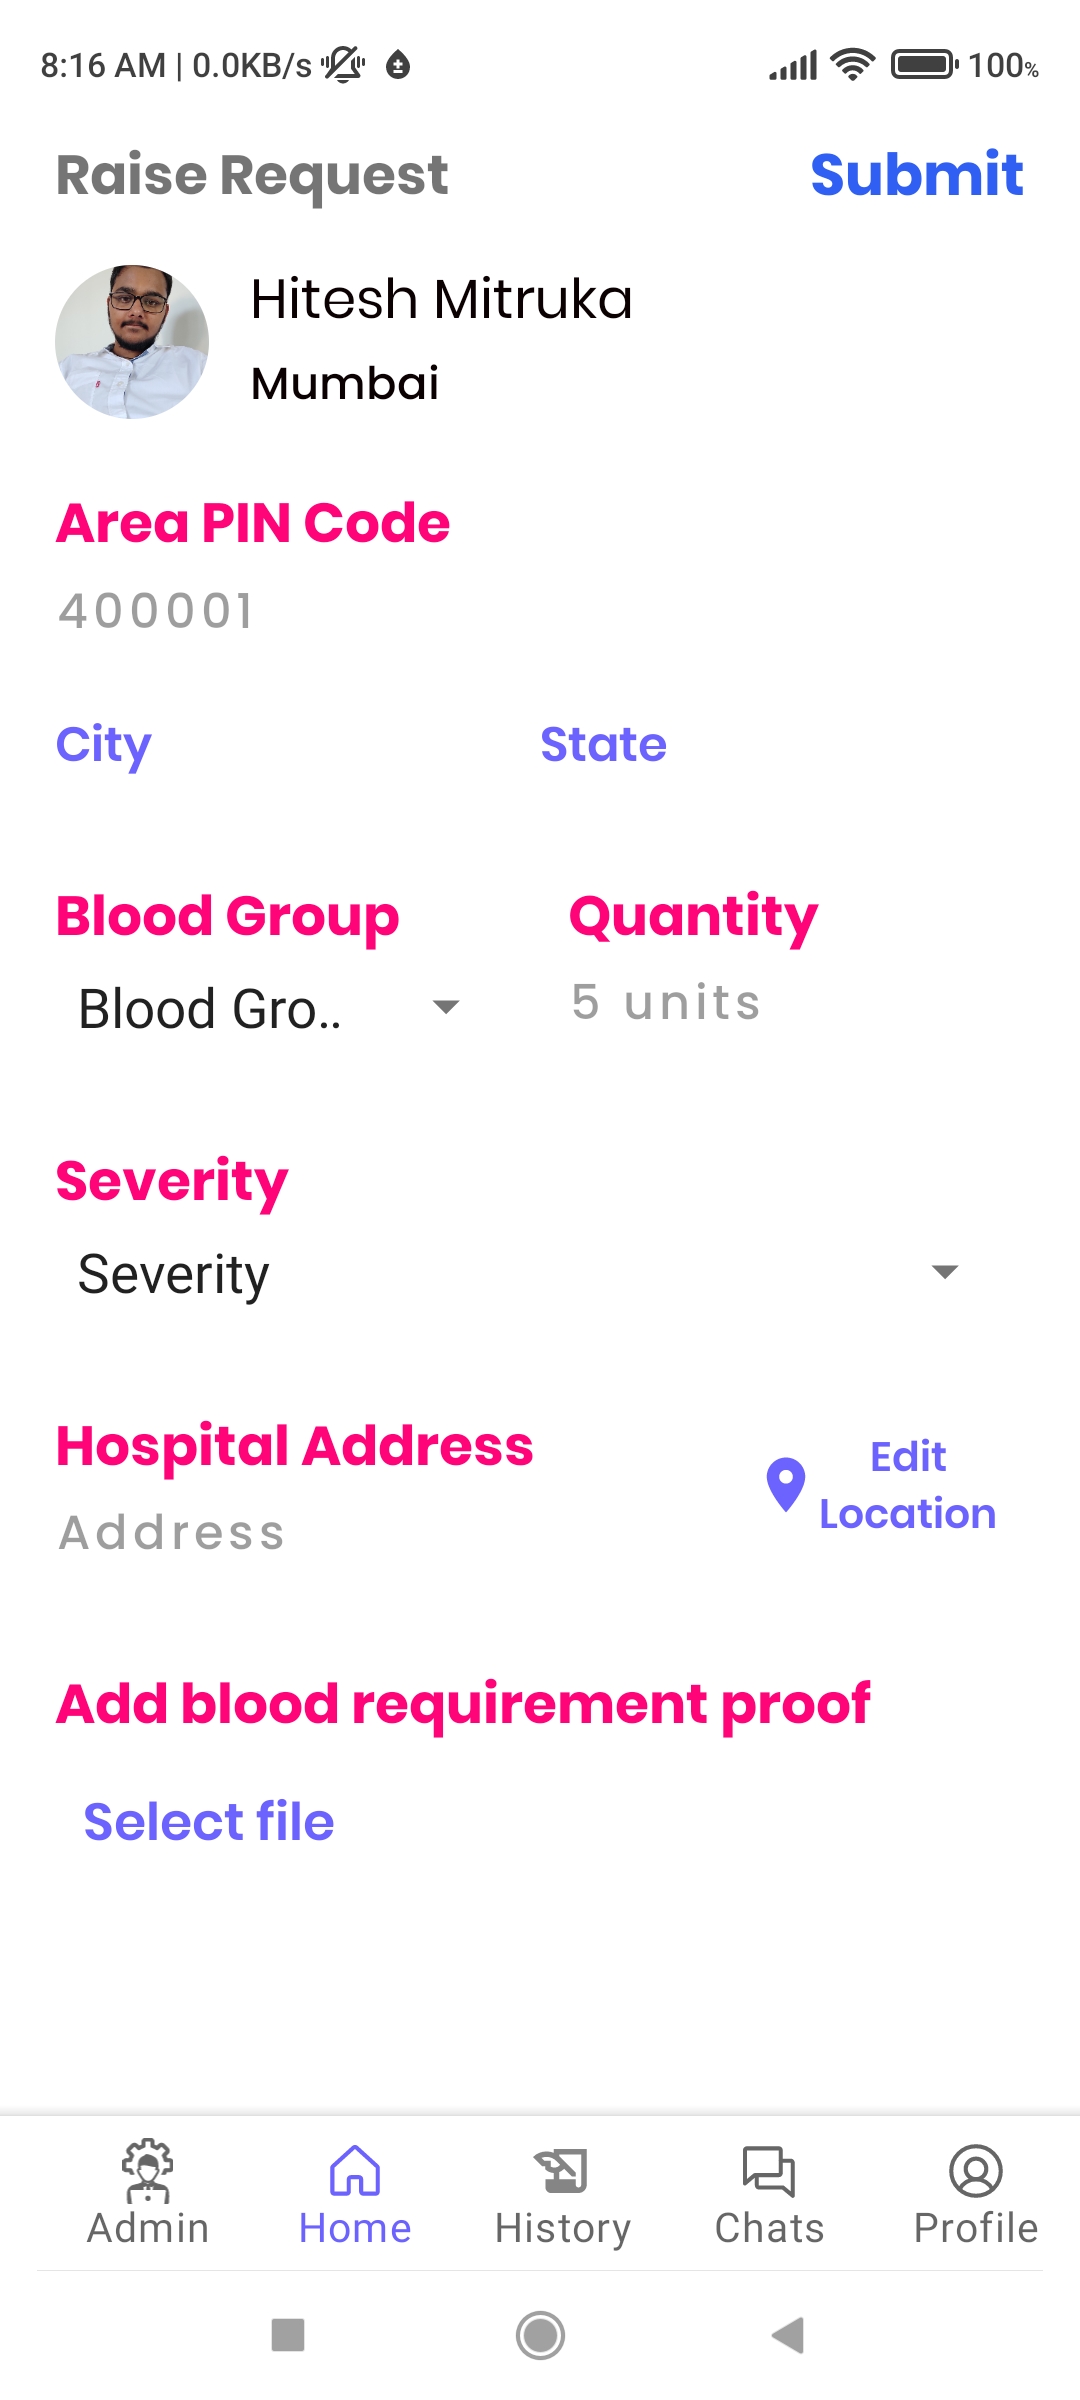 8:16 AM | 0.0KB/s 100%
Raise Request Submit
Hitesh Mitruka
Mumbai
Area PIN Code
400001
City State
Blood Group Quantity
Blood Gro.. 5 units
Severity
Severity
Hospital Address
Address
Edit
Location
Add blood requirement proof
Select file
Admin Home History Chats Profile